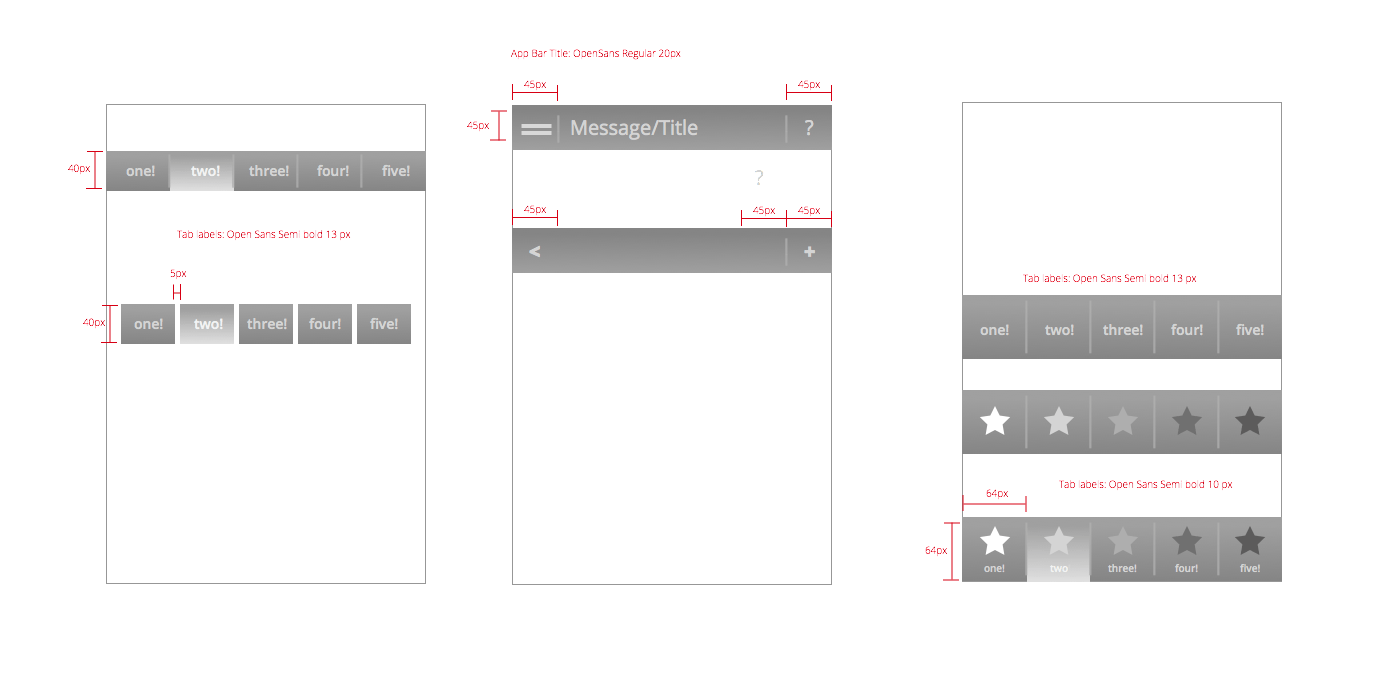 App Bar Title: OpenSans Regular 20px
45px 45px
45px
Message/Title ?
?
45px 45px 45px
< +
40px
one! two! three! four! five!
Tab labels: Open Sans Semi bold 13 px
5px
40px
one! two! three! four! five!
Tab labels: Open Sans Semi bold 13 px
one! two! three! four! five!
Tab labels: Open Sans Semi bold 10 px
64px
64px
one! two three! four! five!